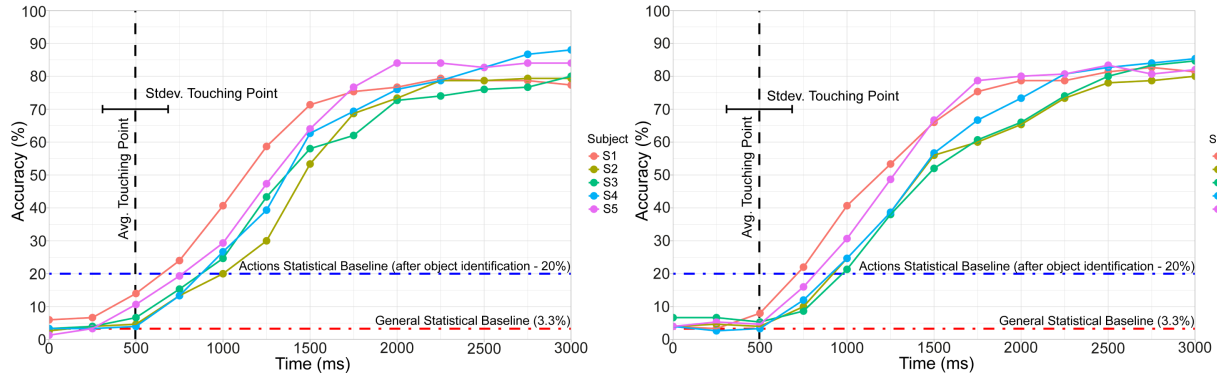 100
90
80
70
60
50
40
30
20
10
0
Accuracy (%)
Stdev. Touching Point
Avg. Touching Point
Actions Statistical Baseline (after object identification - 20%)
General Statistical Baseline (3.3%)
0 500 1000 1500 2000 2500 3000
Time (ms)
Subject
S1
S2
S3
S4
S5
100
90
80
70
60
50
40
30
20
10
0
Accuracy (%)
Stdev. Touching Point
Avg. Touching Point
Actions Statistical Baseline (after object identification - 20%)
General Statistical Baseline (3.3%)
0 500 1000 1500 2000 2500 3000
Time (ms)
S